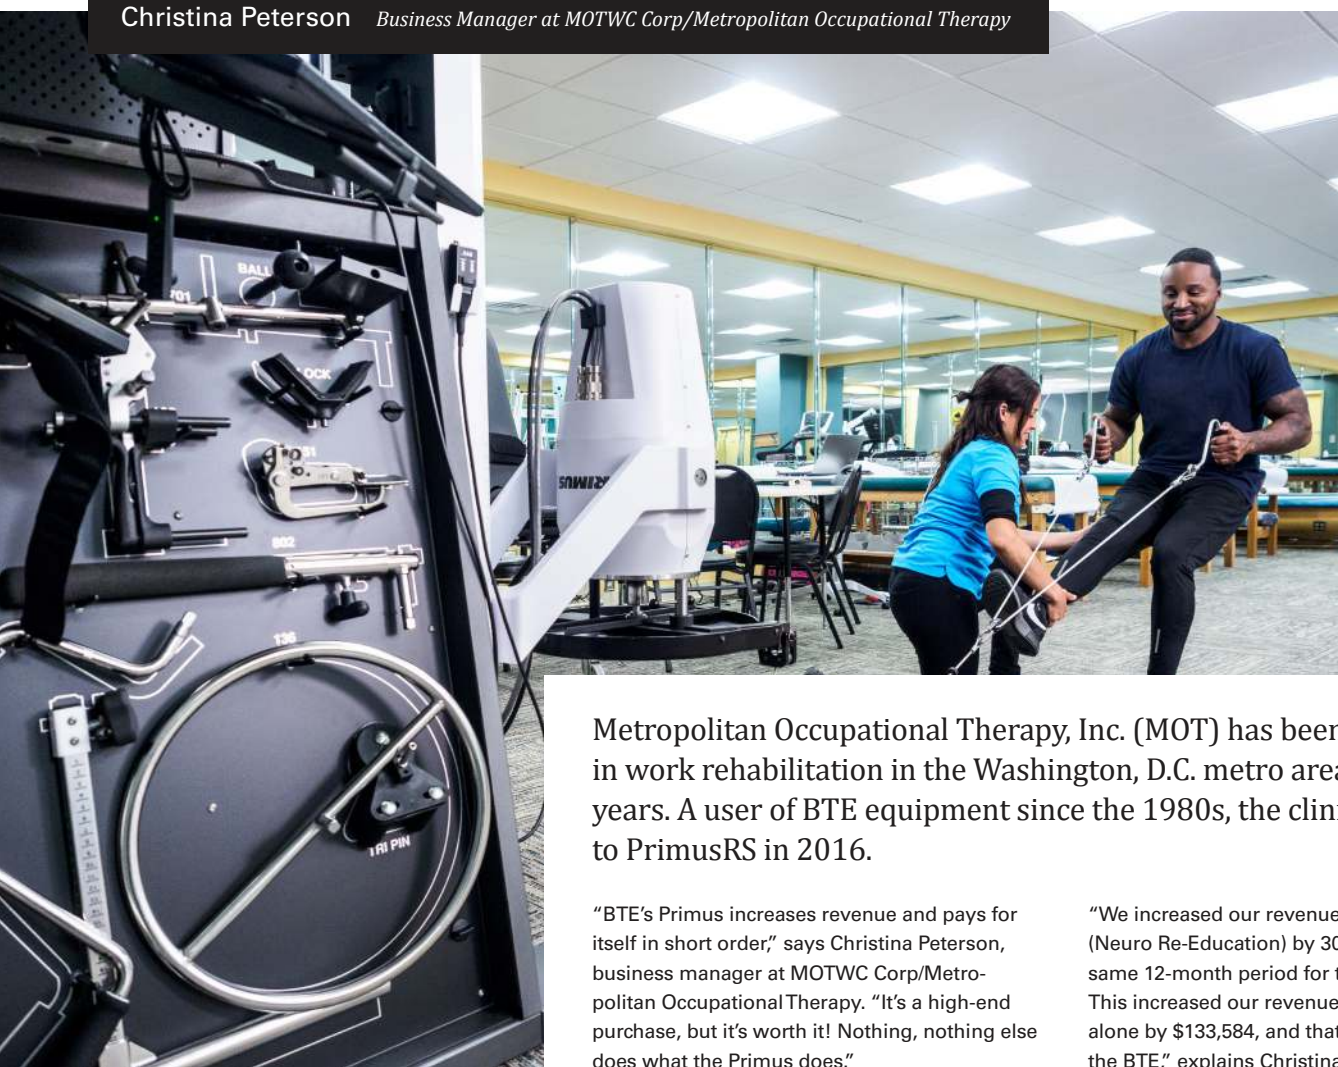 Christina Peterson Business Manager at MOTWC Corp/Metropolitan Occupational Therapy
BALL
701
LOCK
802
136
TRI PIN
PRIMUS
Metropolitan Occupational Therapy, Inc. (MOT) has been
in work rehabilitation in the Washington, D.C. metro area
years. A user of BTE equipment since the 1980s, the
to PrimusRS in 2016.
“BTE’s Primus increases revenue and pays for
itself in short order,” says Christina Peterson,
business manager at MOTWC Corp/Metro-
politan Occupational Therapy. “It’s a high-end
purchase, but it’s worth it! Nothing, nothing else
does what the Primus does.”
“We increased our revenue
(Neuro Re-Education) by
same 12-month period for
This increased our revenue
alone by $133,584, and that
the BTE,” explains Christina